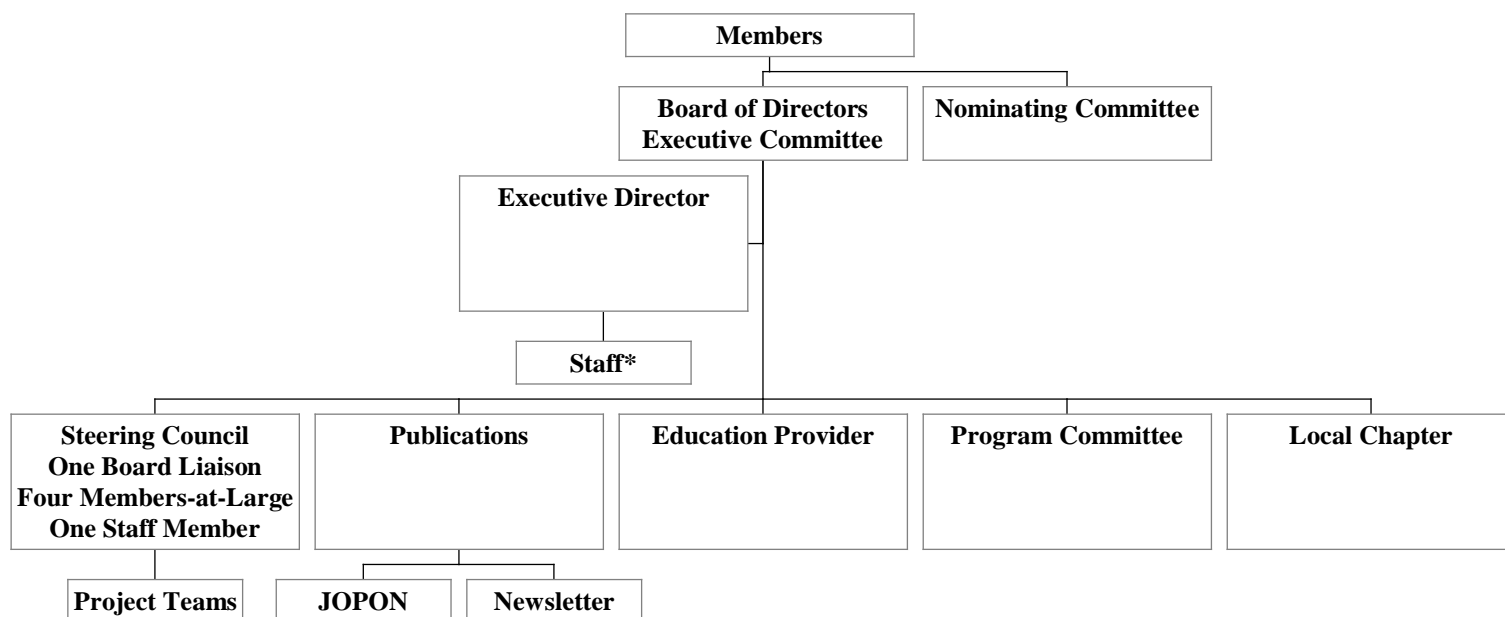 Members
Board of Directors
Executive Committee
Nominating Committee
Executive Director
Staff*
Steering Council
One Board Liaison
Four Members-at-Large
One Staff Member
Publications
Education Provider
Program Committee
Local Chapter
Project Teams
JOPON
Newsletter